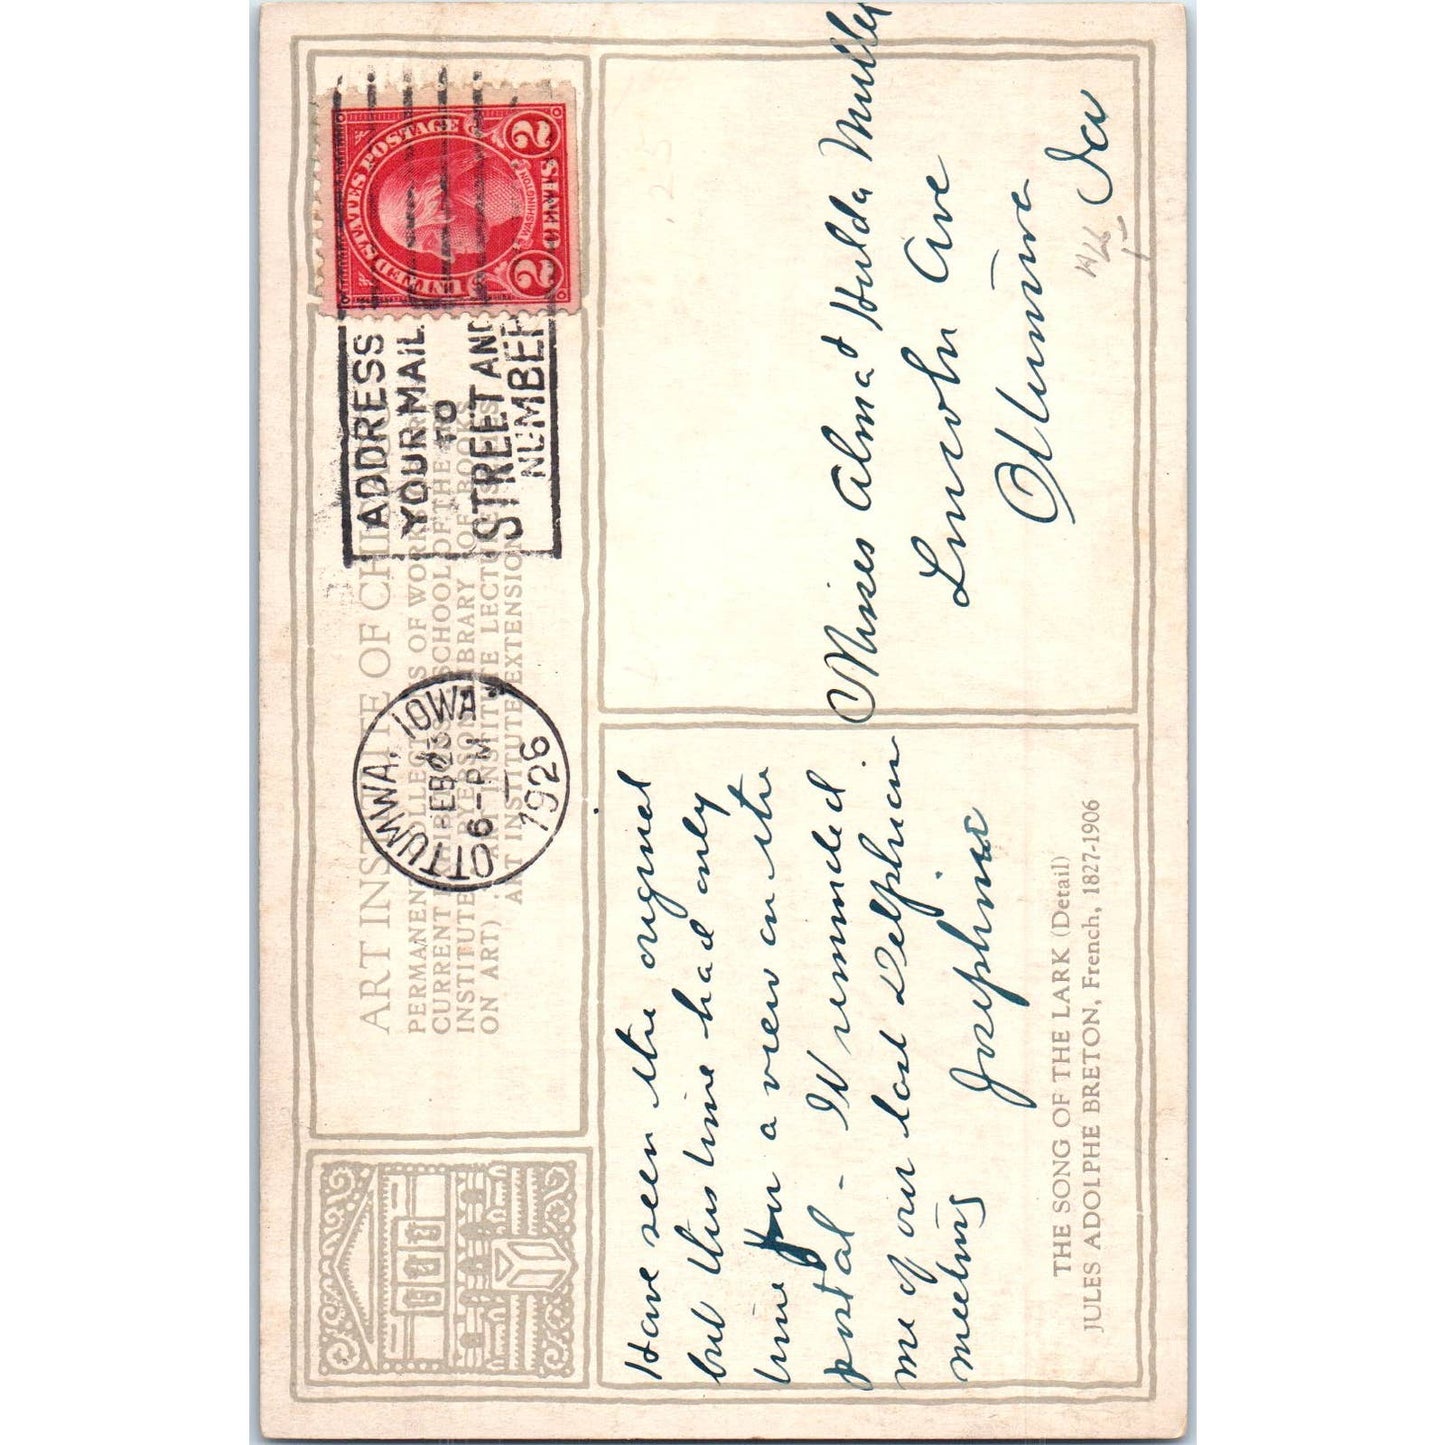 ART INSTITUTE OF CHICAGO
PERMANENT COLLECTIONS OF WORKS
CURRENT EXHIBITIONS SCHOOL OF THE
INSTITUTE RYERSON LIBRARY (OF BOOKS
ON ART) ART INSTITUTE LECTURES
ART INSTITUTE EXTENSION
OTTUMWA, IOWA
FEB 23
6-PM
1926
ADDRESS
YOUR MAIL
TO
STREET AND
NUMBER
UNITED STATES POSTAGE
WASHINGTON
2 CENTS 2
Have seen the original
but this time had only
time for a view on the
postal - It reminded
me of our last Delphian
meeting Josephine
Misses Alma & Hulda Muller
Lincoln Ave
Ottumwa
Ia
THE SONG OF THE LARK (Detail)
JULES ADOLPHE BRETON, French, 1827-1906